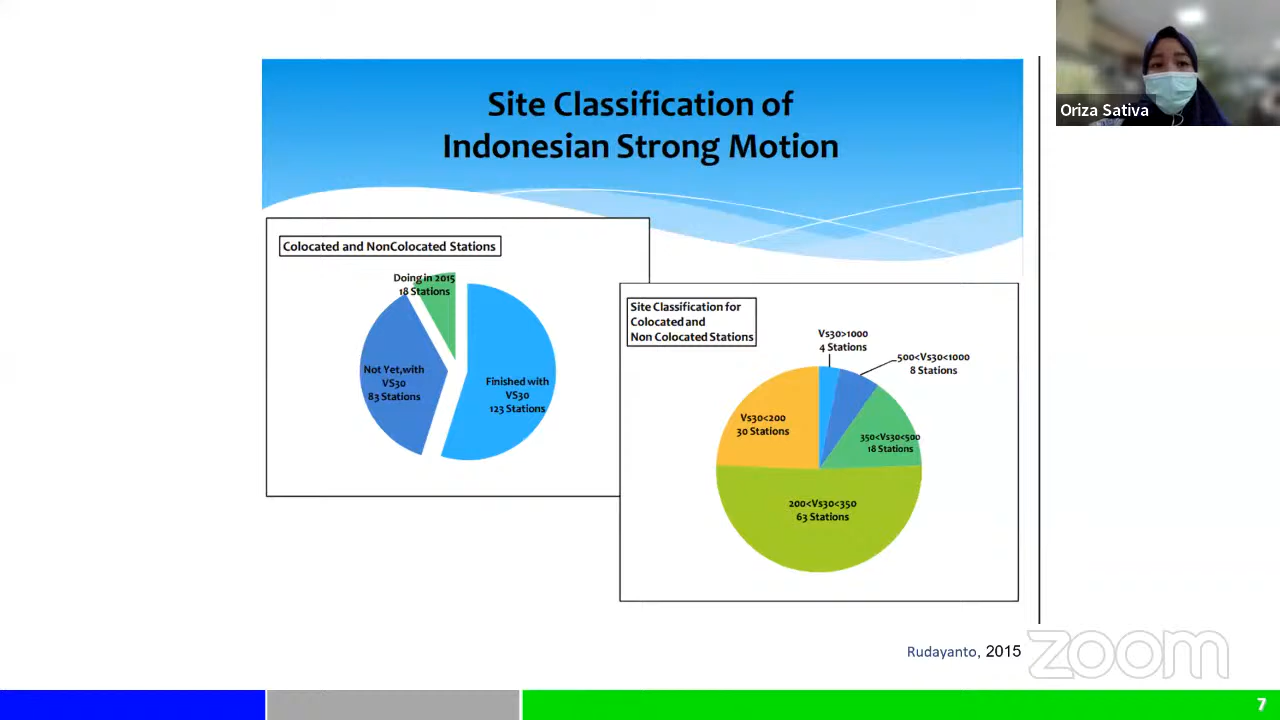 Oriza Sativa
Site Classification of
Indonesian Strong Motion
Colocated and NonColocated Stations
Doing in 2015
18 Stations
Not Yet,with
VS30
83 Stations
Finished with
VS30
123 Stations
Site Classification for
Colocated and
Non Colocated Stations
Vs30>1000
4 Stations
500<Vs30<1000
8 Stations
Vs30<200
30 Stations
350<Vs30<500
18 Stations
200<Vs30<350
63 Stations
Rudayanto, 2015
zoom
7